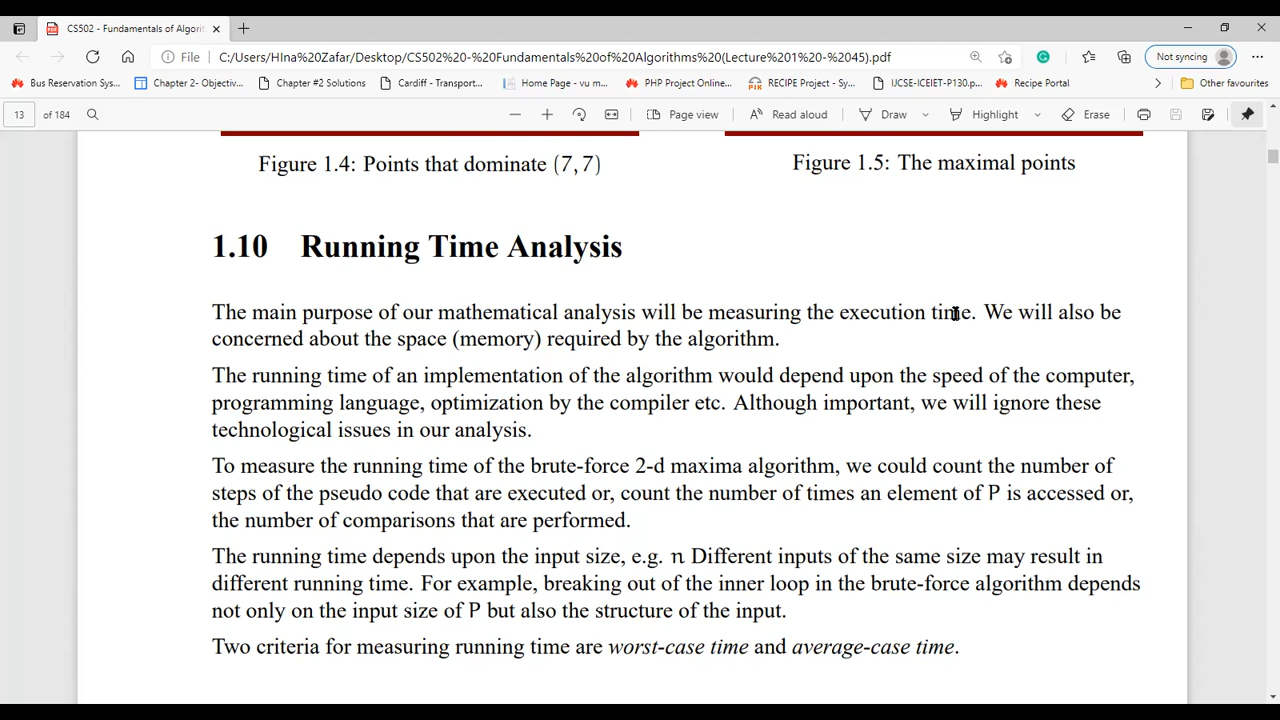 CS502 - Fundamentals of Algorit
File C:/Users/HIna%20Zafar/Desktop/CS502%20-%20Fundamentals%20of%20Algorithms%20(Lecture%201%20-%2045).pdf Not syncing
Bus Reservation Sys... Chapter 2- Objectiv... Chapter #2 Solutions Cardiff - Transport... Home Page - vu m... PHP Project Online... RECIPE Project - Sy... IJCSE-ICEIET-P130.p... Recipe Portal Other favourites
13 of 184 Page view Read aloud Draw Highlight Erase
Figure 1.4: Points that dominate (7, 7) Figure 1.5: The maximal points
1.10 Running Time Analysis
The main purpose of our mathematical analysis will be measuring the execution time. We will also be
concerned about the space (memory) required by the algorithm.
The running time of an implementation of the algorithm would depend upon the speed of the computer,
programming language, optimization by the compiler etc. Although important, we will ignore these
technological issues in our analysis.
To measure the running time of the brute-force 2-d maxima algorithm, we could count the number of
steps of the pseudo code that are executed or, count the number of times an element of P is accessed or,
the number of comparisons that are performed.
The running time depends upon the input size, e.g. n Different inputs of the same size may result in
different running time. For example, breaking out of the inner loop in the brute-force algorithm depends
not only on the input size of P but also the structure of the input.
Two criteria for measuring running time are worst-case time and average-case time.